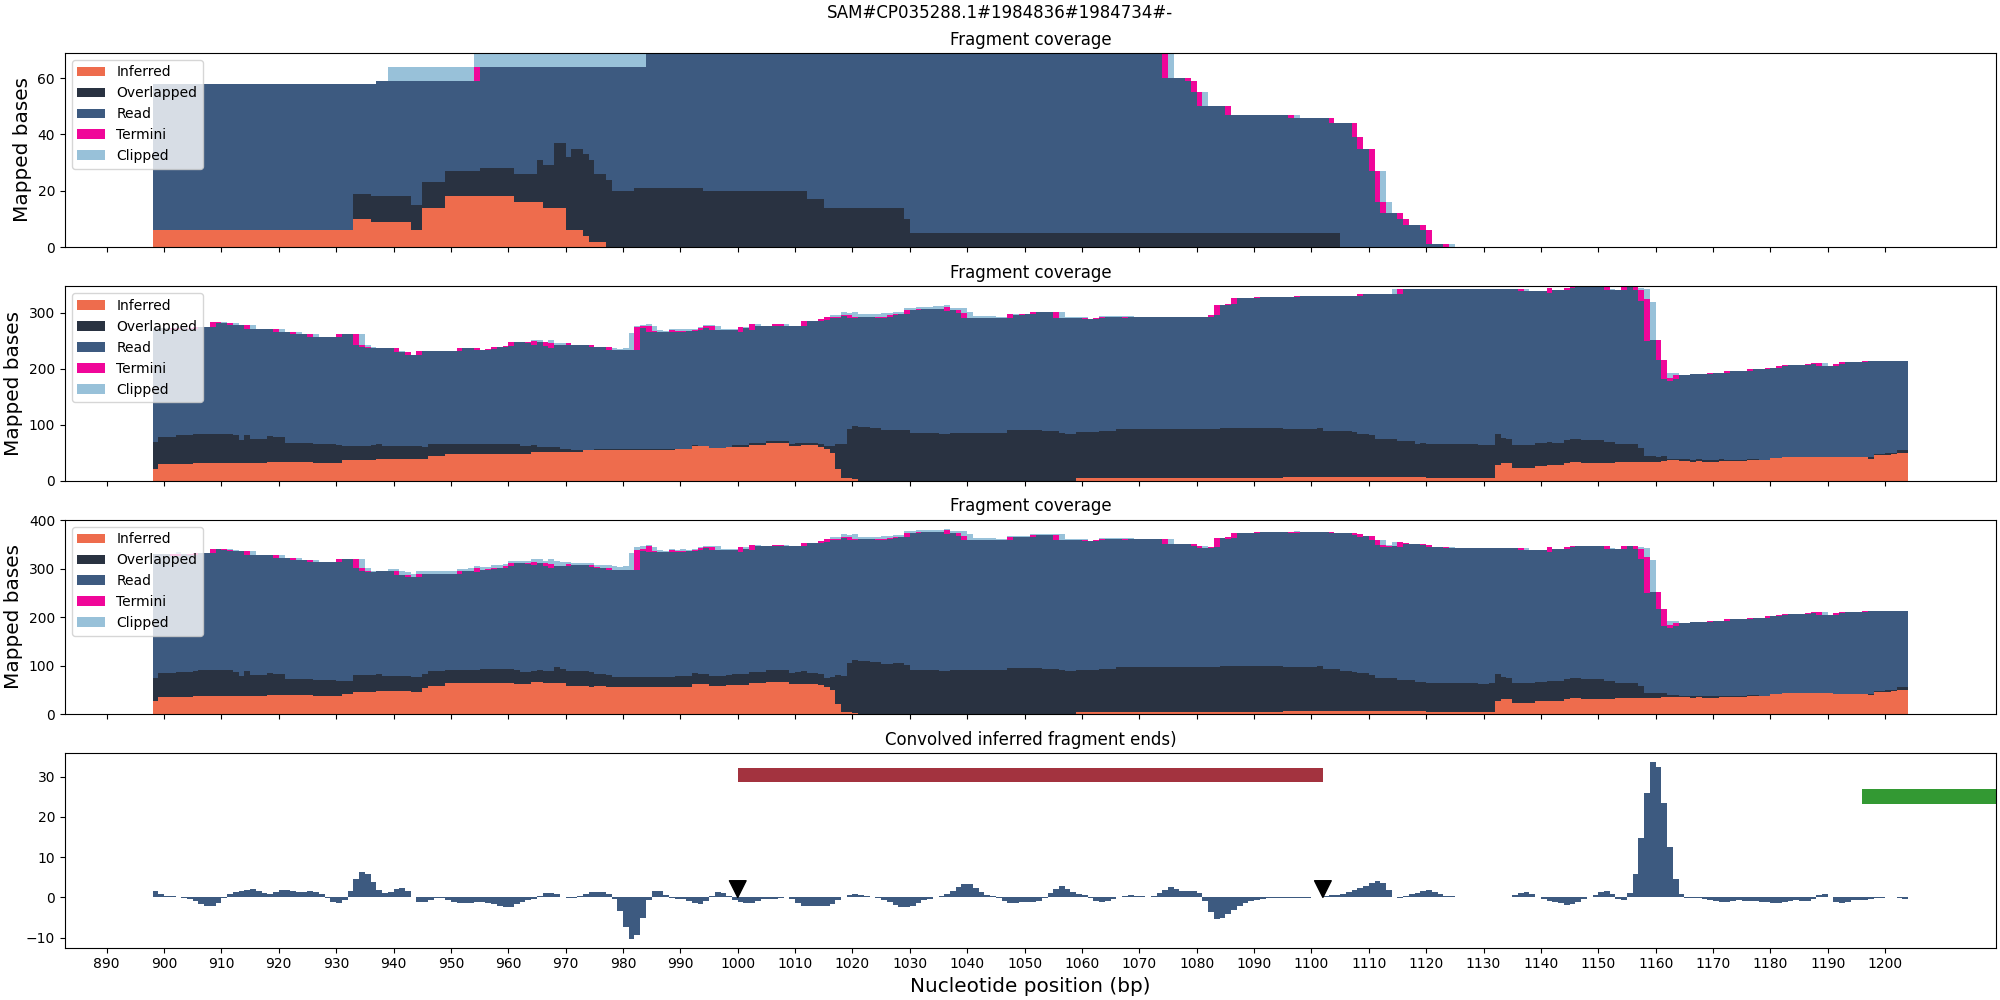 SAM#CP035288.1#1984836#1984734#-
Fragment coverage
Mapped bases
60
40
20
0
Inferred
Overlapped
Read
Termini
Clipped
Fragment coverage
Mapped bases
300
200
100
0
Inferred
Overlapped
Read
Termini
Clipped
Fragment coverage
Mapped bases
400
300
200
100
0
Inferred
Overlapped
Read
Termini
Clipped
Convolved inferred fragment ends)
30
20
10
0
−10
890 900 910 920 930 940 950 960 970 980 990 1000 1010 1020 1030 1040 1050 1060 1070 1080 1090 1100 1110 1120 1130 1140 1150 1160 1170 1180 1190 1200
Nucleotide position (bp)